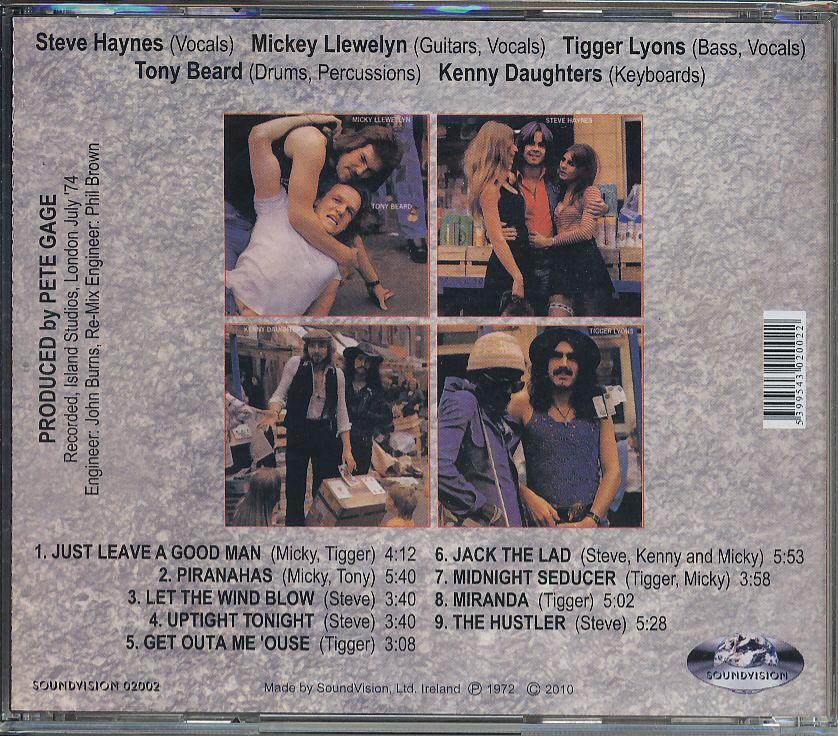 Steve Haynes (Vocals) Mickey Llewelyn (Guitars, Vocals) Tigger Lyons (Bass, Vocals)
Tony Beard (Drums, Percussions) Kenny Daughters (Keyboards)
PRODUCED by PETE GAGE
Recorded, Island Studios, London July '74
Engineer: John Burns, Re-Mix Engineer: Phil Brown
MICKY LLEWELLYN
TONY BEARD
STEVE HAYNES
KENNY DAUGHTERS
TIGGER LYONS
5399543020022
1. JUST LEAVE A GOOD MAN (Micky, Tigger) 4:12
2. PIRANAHAS (Micky, Tony) 5:40
3. LET THE WIND BLOW (Steve) 3:40
4. UPTIGHT TONIGHT (Steve) 3:40
5. GET OUTA ME 'OUSE (Tigger) 3:08
6. JACK THE LAD (Steve, Kenny and Micky) 5:53
7. MIDNIGHT SEDUCER (Tigger, Micky) 3:58
8. MIRANDA (Tigger) 5:02
9. THE HUSTLER (Steve) 5:28
SOUNDVISION
SOUNDVISION 02002
Made by SoundVision, Ltd. Ireland ℗ 1972 © 2010